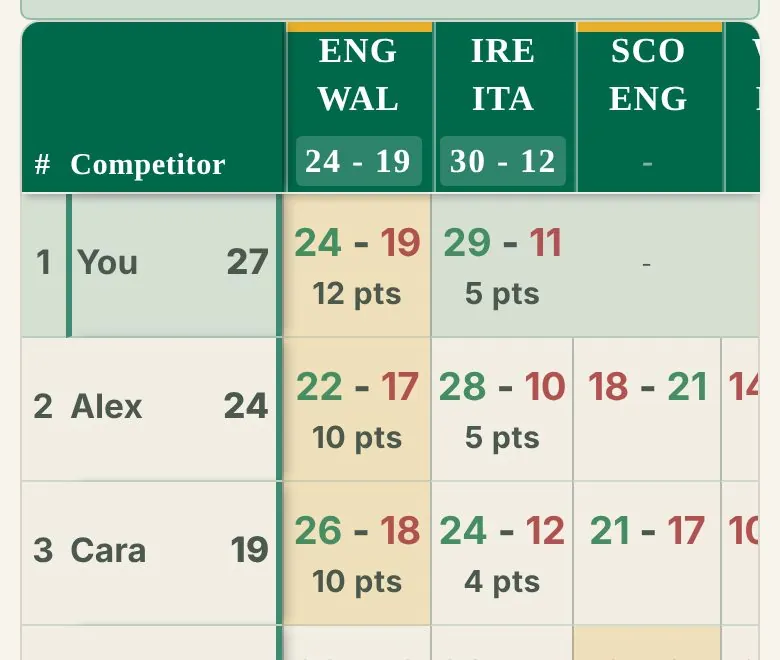 ENG IRE SCO
WAL ITA ENG
# Competitor 24 - 19 30 - 12 -
24 - 19 29 - 11
1 You 27 -
12 pts 5 pts
22 - 17 28 - 10 18 - 21 14
2 Alex 24
10 pts 5 pts
26 - 18 24 - 12 21 - 17 10
3 Cara 19
10 pts 4 pts